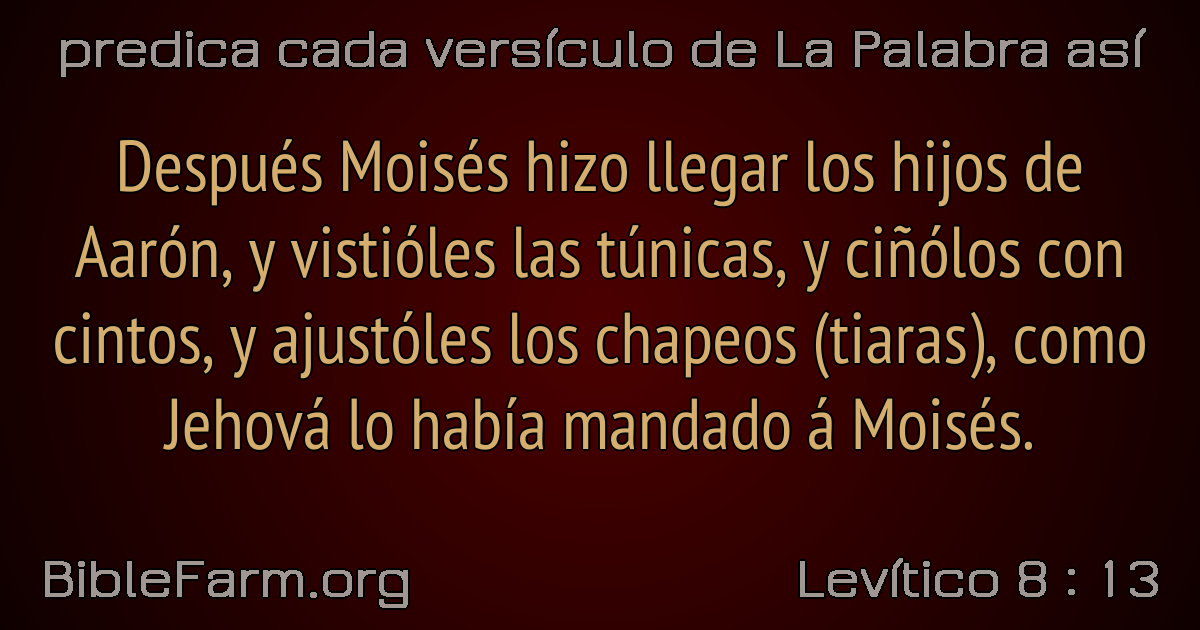 predica cada versículo de La Palabra así
Después Moisés hizo llegar los hijos de
Aarón, y vistióles las túnicas, y ciñólos con
cintos, y ajustóles los chapeos (tiaras), como
Jehová lo había mandado á Moisés.
BibleFarm.org
Levítico 8 : 13